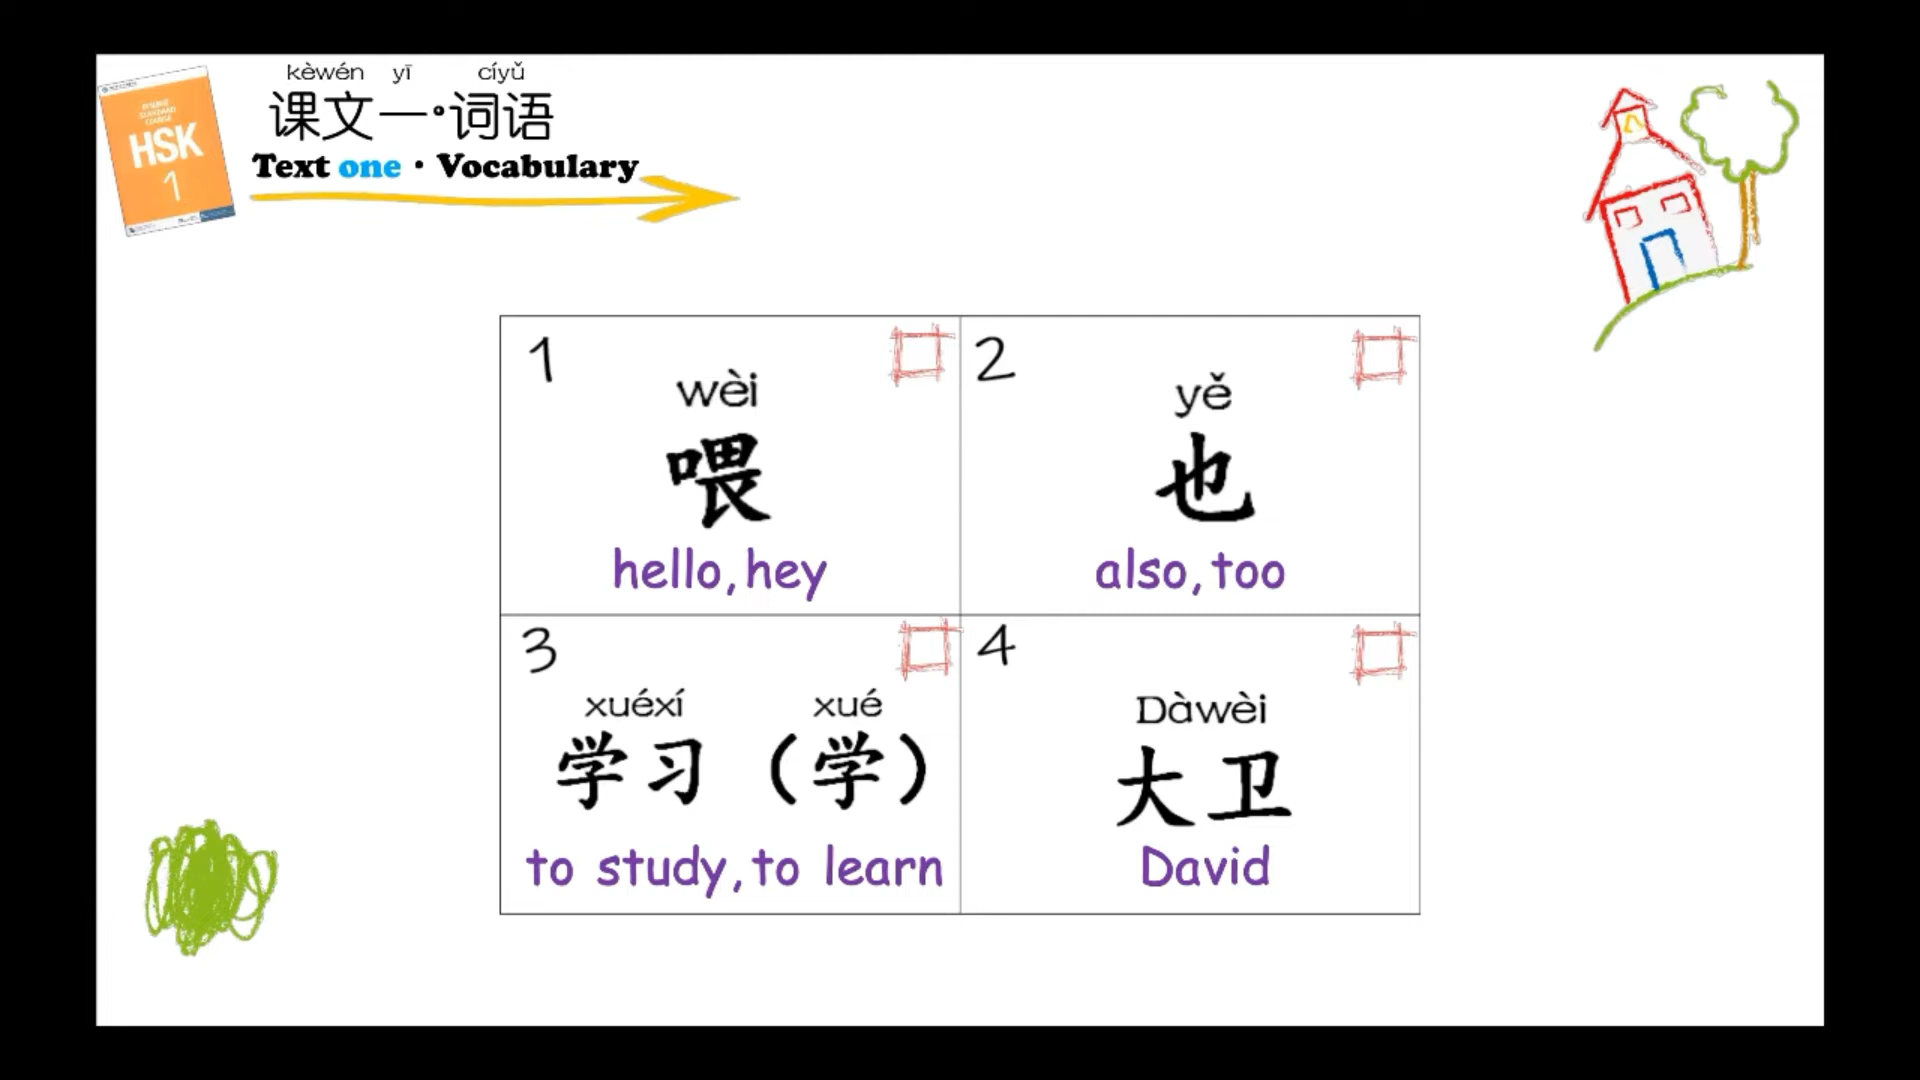 kèwén yī cíyǔ
课文一·词语
Text one · Vocabulary
HSK
1
1
wèi
喂
hello, hey
2
yě
也
also, too
3
xuéxí xué
学习（学）
to study, to learn
4
Dàwèi
大卫
David